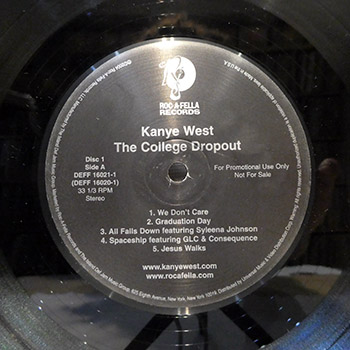 ROC-A-FELLA
RECORDS
Kanye West
The College Dropout
Disc 1
Side A
DEFF 16021-1
(DEFF 16020-1)
33 1/3 RPM
Stereo
For Promotional Use Only
Not For Sale
1. We Don't Care
2. Graduation Day
3. All Falls Down featuring Syleena Johnson
4. Spaceship featuring GLC & Consequence
5. Jesus Walks
www.kanyewest.com
www.rocafella.com